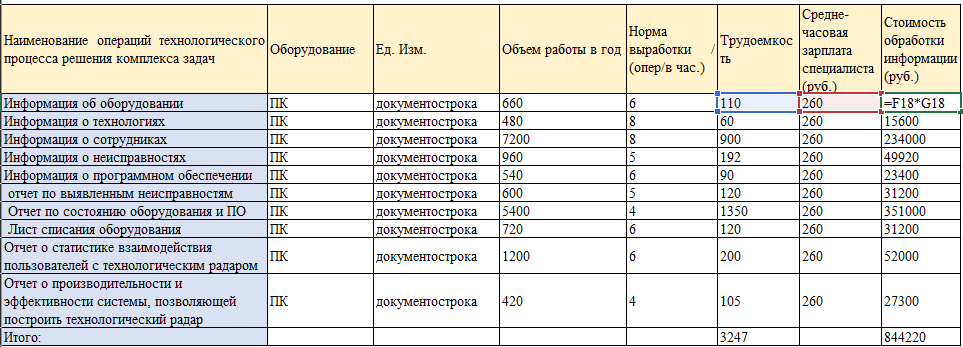 Наименование операций технологического процесса решения комплекса задач | Оборудование | Ед. Изм. | Объем работы в год | Норма выработки / (опер/в час.) | Трудоемкость | Средне-часовая зарплата специалиста (руб.) | Стоимость обработки информации (руб.)
Информация об оборудовании | ПК | документострока | 660 | 6 | 110 | 260 | =F18*G18
Информация о технологиях | ПК | документострока | 480 | 8 | 60 | 260 | 15600
Информация о сотрудниках | ПК | документострока | 7200 | 8 | 900 | 260 | 234000
Информация о неисправностях | ПК | документострока | 960 | 5 | 192 | 260 | 49920
Информация о програмном обеспечении | ПК | документострока | 540 | 6 | 90 | 260 | 23400
отчет по выявленным неисправностям | ПК | документострока | 600 | 5 | 120 | 260 | 31200
Отчет по состоянию оборудования и ПО | ПК | документострока | 5400 | 4 | 1350 | 260 | 351000
Лист списания оборудования | ПК | документострока | 720 | 6 | 120 | 260 | 31200
Отчет о статистике взаимодействия пользователей с технологическим радаром | ПК | документострока | 1200 | 6 | 200 | 260 | 52000
Отчет о производительности и эффективности системы, позволяющей построить технологический радар | ПК | документострока | 420 | 4 | 105 | 260 | 27300
Итого: | 3247 | 844220